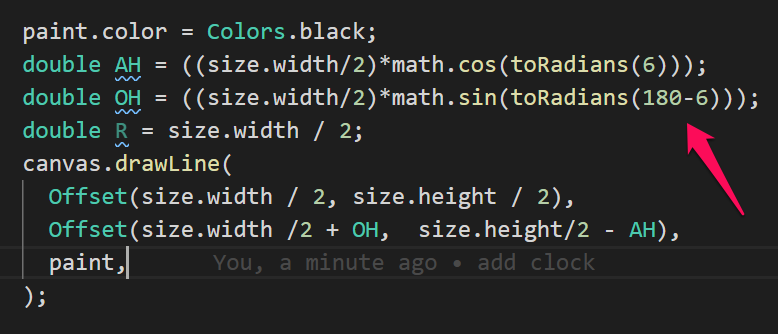 paint.color = Colors.black;
double AH = ((size.width/2)*math.cos(toRadians(6)));
double OH = ((size.width/2)*math.sin(toRadians(180-6)));
double R = size.width / 2;
canvas.drawLine(
Offset(size.width / 2, size.height / 2),
Offset(size.width /2 + OH,  size.height/2 - AH),
paint,        You, a minute ago • add clock
);